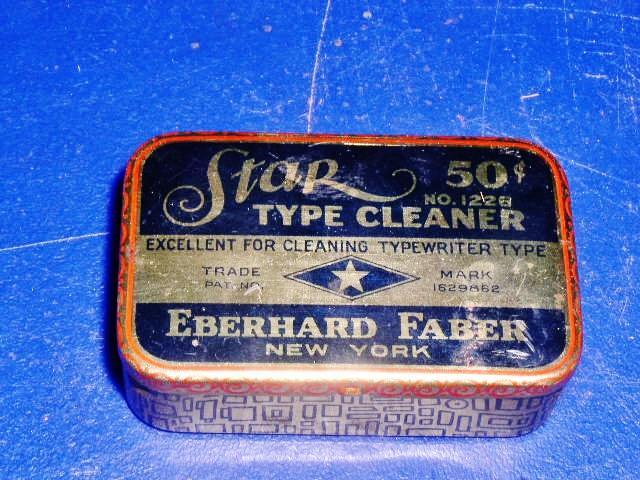 Star 50¢
NO. 1228
TYPE CLEANER
EXCELLENT FOR CLEANING TYPEWRITER TYPE
TRADE MARK
PAT. NO. 1629862
EBERHARD FABER
NEW YORK